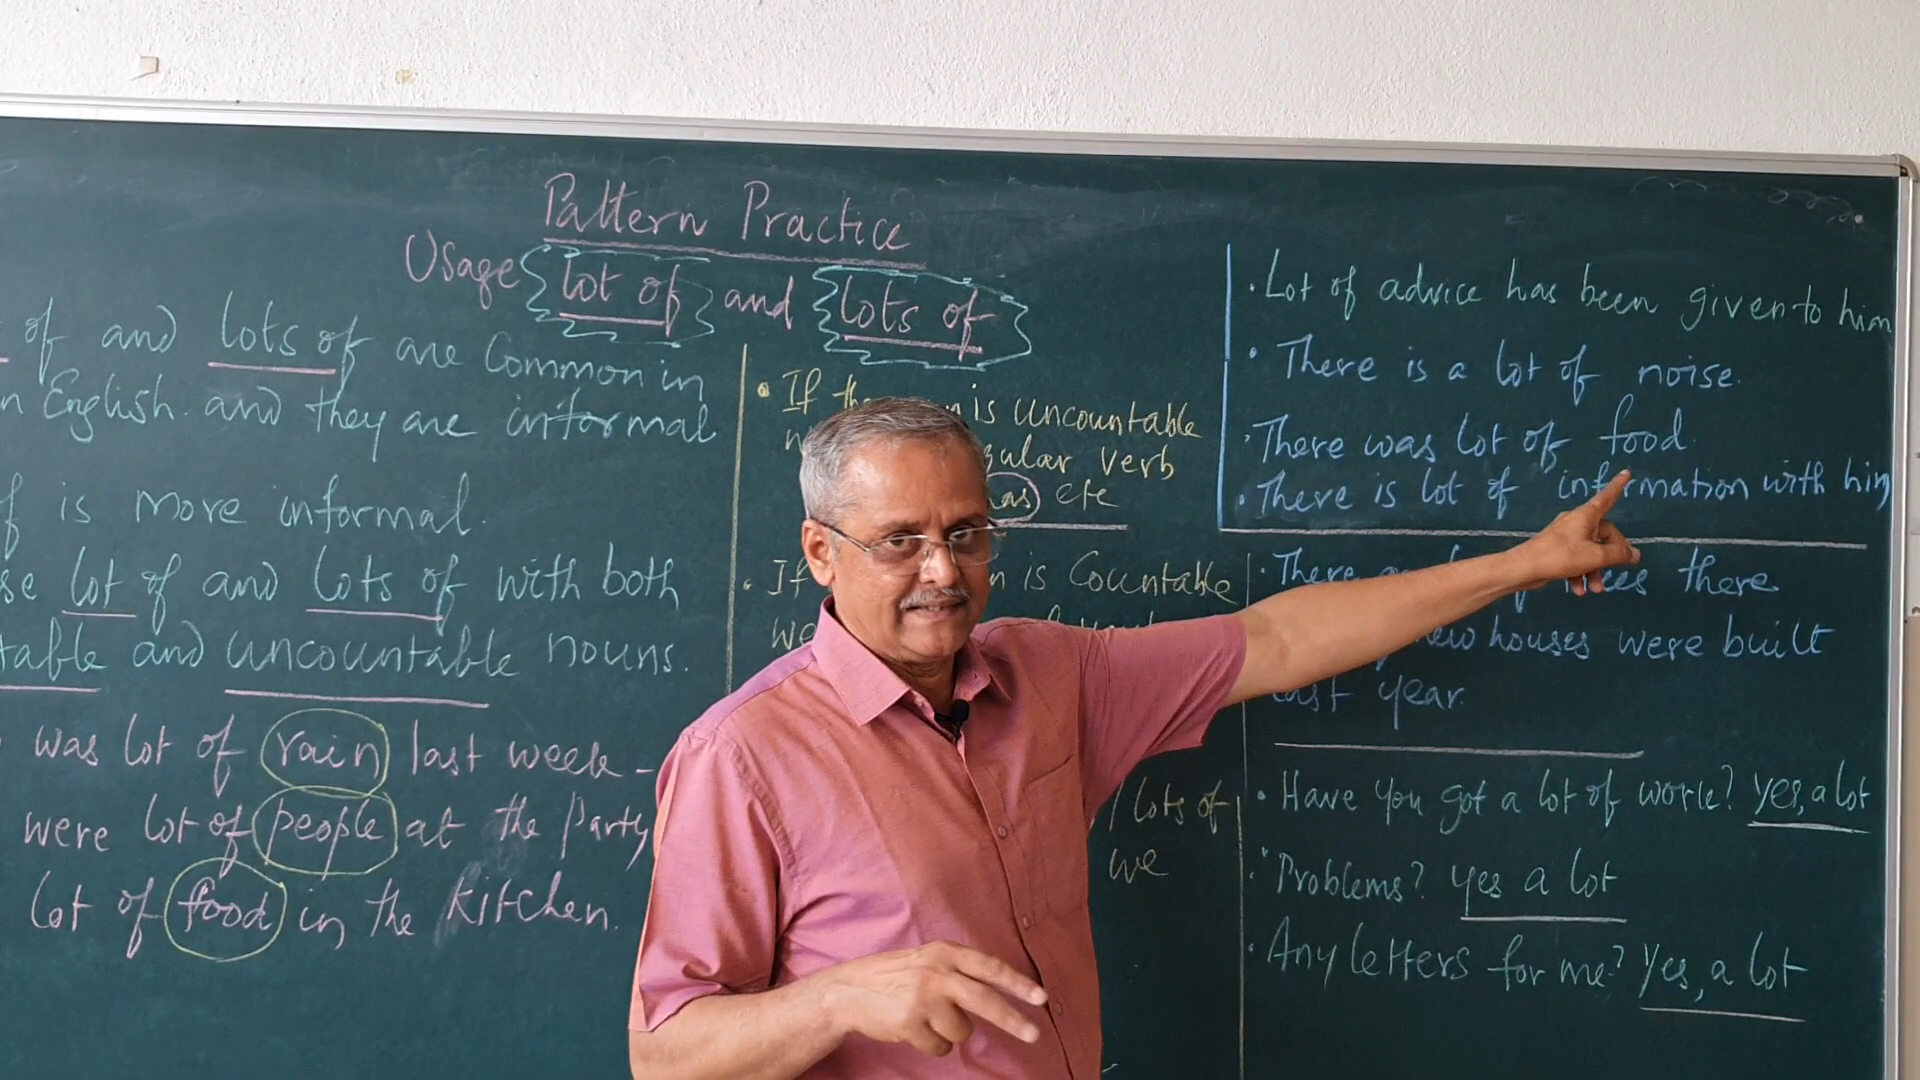 Pattern Practice
Usage lot of and lots of
of and lots of are Common in
English. and they are informal
is more informal.
lot of and lots of with both
and uncountable nouns.
was lot of rain last week -
were lot of people at the Party
lot of food in the Kitchen.
• If is uncountable
verb
has etc
• If is Countable
we
lots of
we
• Lot of advice has been given to him
• There is a lot of noise.
• There was lot of food.
• There is lot of information with him
• There there
new houses were built
last year.
• Have you got a lot of work? yes, a lot
• Problems? yes a lot
• Any letters for me? Yes, a lot